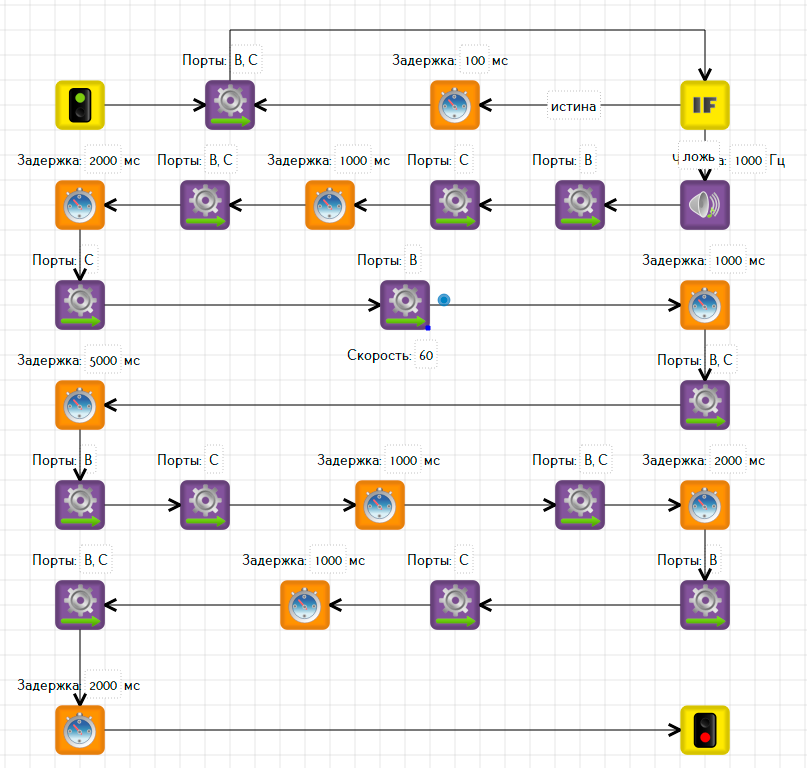 Порты: B, C
Задержка: 100 мс
IF
истина
Задержка: 2000 мс
Порты: B, C
Задержка: 1000 мс
Порты: C
Порты: B
ложь
а: 1000 Гц
Порты: C
Порты: B
Задержка: 1000 мс
Скорость: 60
Задержка: 5000 мс
Порты: B, C
Порты: B
Порты: C
Задержка: 1000 мс
Порты: B, C
Задержка: 2000 мс
Порты: B, C
Задержка: 1000 мс
Порты: C
Порты: B
Задержка: 2000 мс